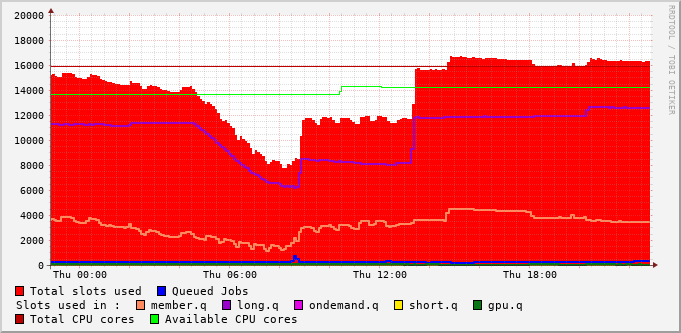 RRDTOOL / TOBI OETIKER
20000
18000
16000
14000
12000
10000
8000
6000
4000
2000
0
Thu 00:00 Thu 06:00 Thu 12:00 Thu 18:00
Total slots used Queued Jobs
Slots used in : member.q long.q ondemand.q short.q gpu.q
Total CPU cores Available CPU cores